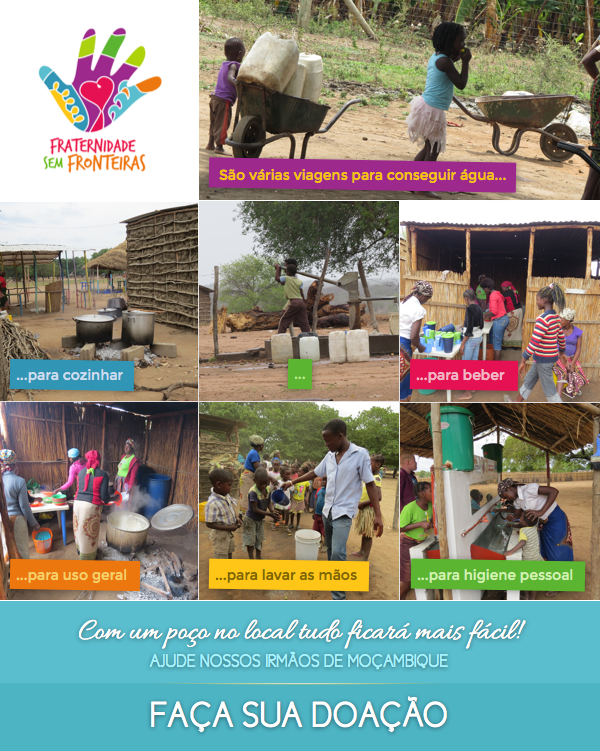 FRATERNIDADE
SEM FRONTEIRAS
São várias viagens para conseguir água...
...para cozinhar
...
...para beber
...para uso geral
...para lavar as mãos
...para higiene pessoal
Com um poço no local tudo ficará mais fácil!
AJUDE NOSSOS IRMÃOS DE MOÇAMBIQUE
FAÇA SUA DOAÇÃO